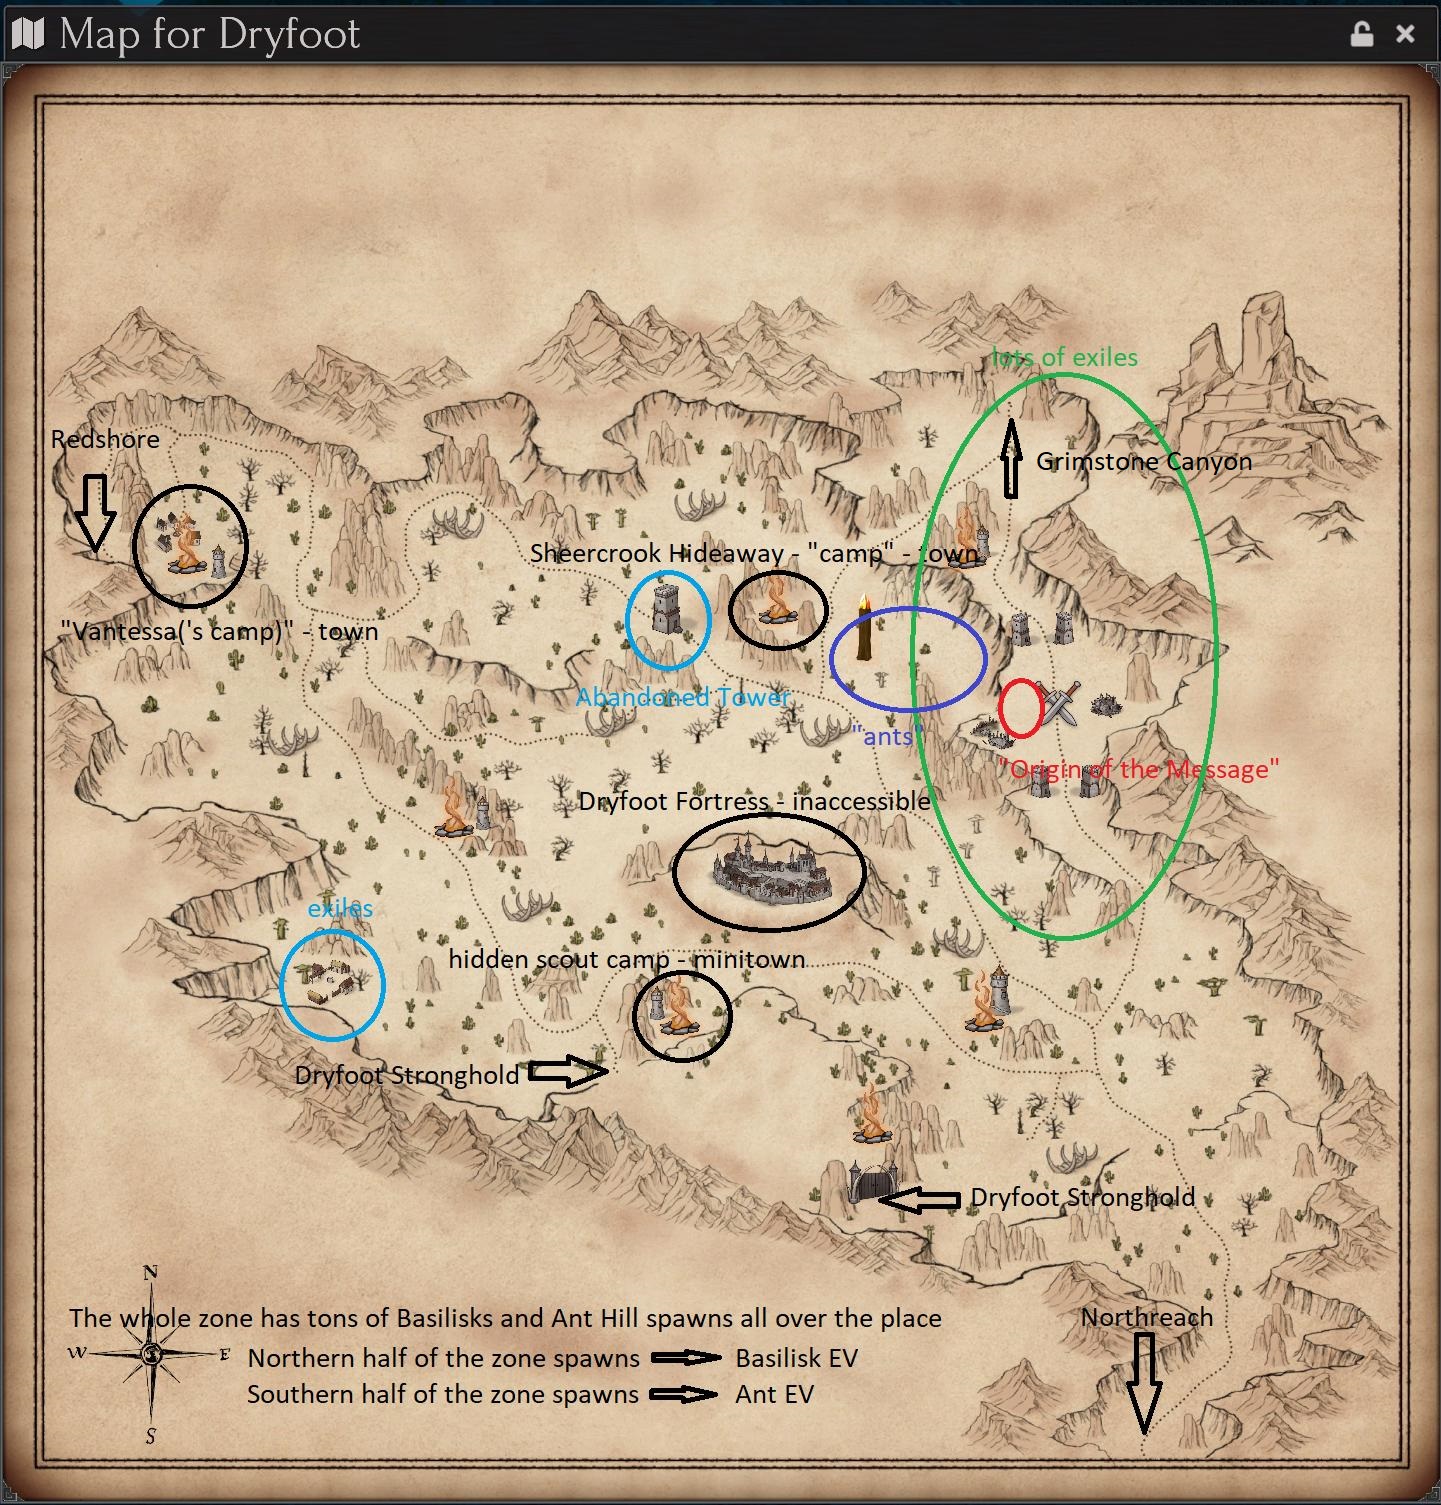 Map for Dryfoot
lots of exiles
Redshore
Grimstone Canyon
Sheercrook Hideaway - "camp" - town
"Vantessa('s camp)" - town
Abandoned Tower
"ants"
"Origin of the Message"
Dryfoot Fortress - inaccessible
exiles
hidden scout camp - minitown
Dryfoot Stronghold
Dryfoot Stronghold
N
W
E
S
The whole zone has tons of Basilisks and Ant Hill spawns all over the place
Northern half of the zone spawns Basilisk EV
Southern half of the zone spawns Ant EV
Northreach